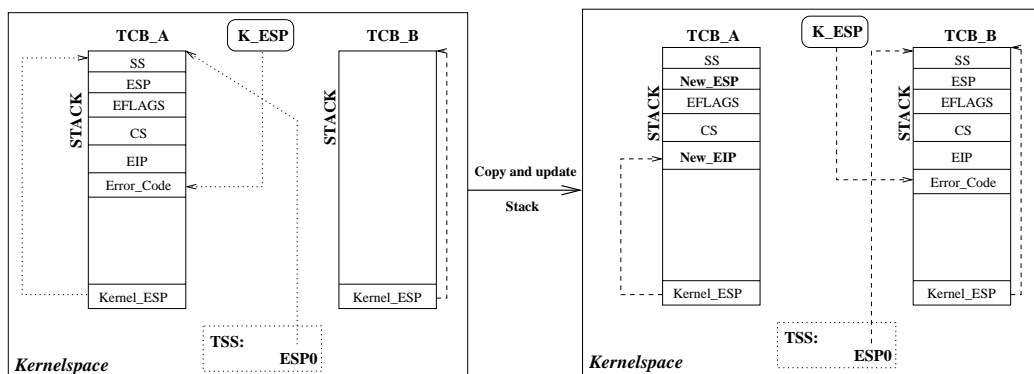 K_ESP
TCB_A
TCB_B
STACK
SS
ESP
EFLAGS
CS
EIP
Error_Code
Kernel_ESP
STACK
Kernel_ESP
TSS:
ESP0
Kernelspace
Copy and update
Stack
K_ESP
TCB_A
TCB_B
STACK
SS
New_ESP
EFLAGS
CS
New_EIP
Kernel_ESP
STACK
SS
ESP
EFLAGS
CS
EIP
Error_Code
Kernel_ESP
TSS:
ESP0
Kernelspace